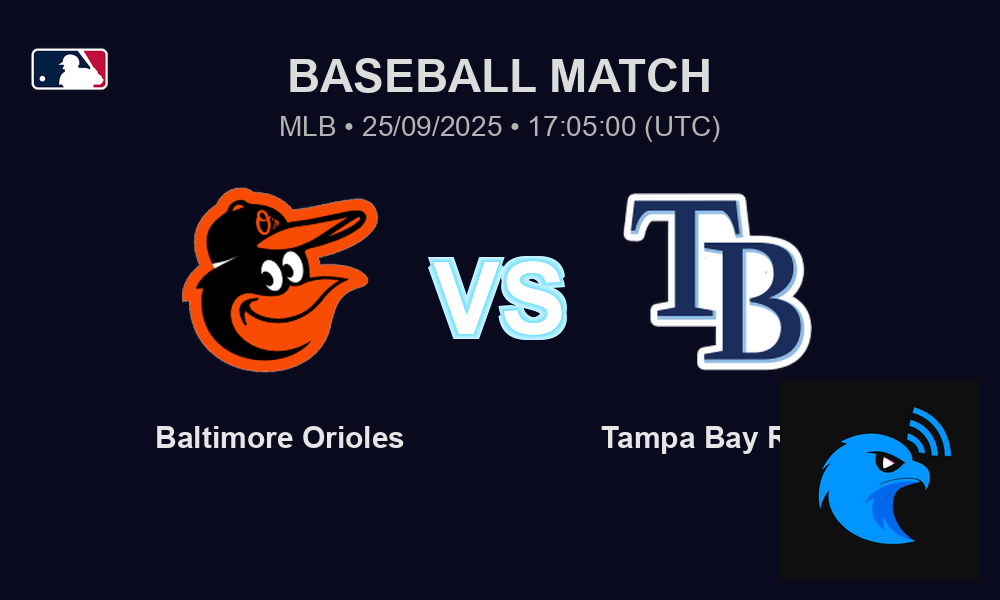 BASEBALL MATCH
MLB • 25/09/2025 • 17:05:00 (UTC)
VS
TB
Baltimore Orioles
Tampa Bay